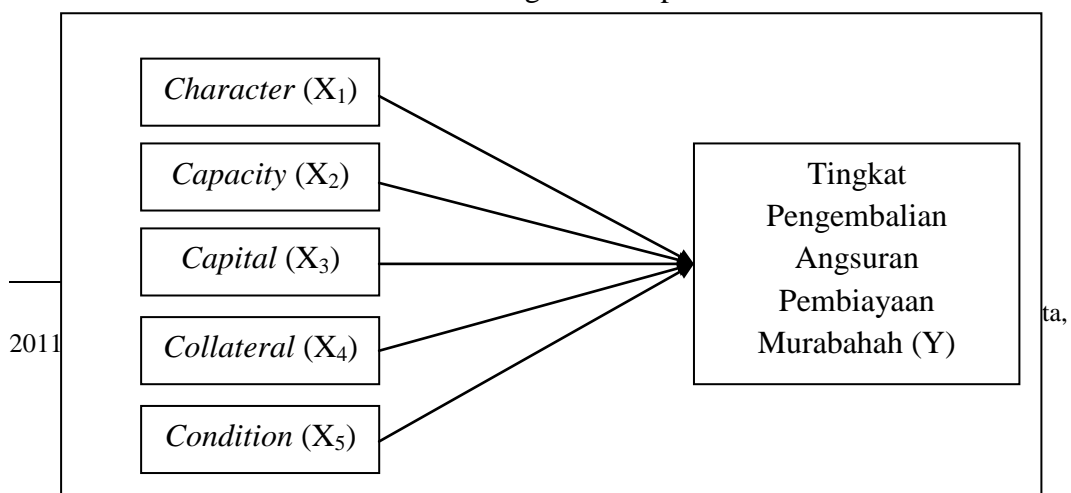 Character (X₁)
Capacity (X₂)
Capital (X₃)
Collateral (X₄)
Condition (X₅)
Tingkat
Pengembalian
Angsuran
Pembiayaan
Murabahah (Y)
2011
ta,